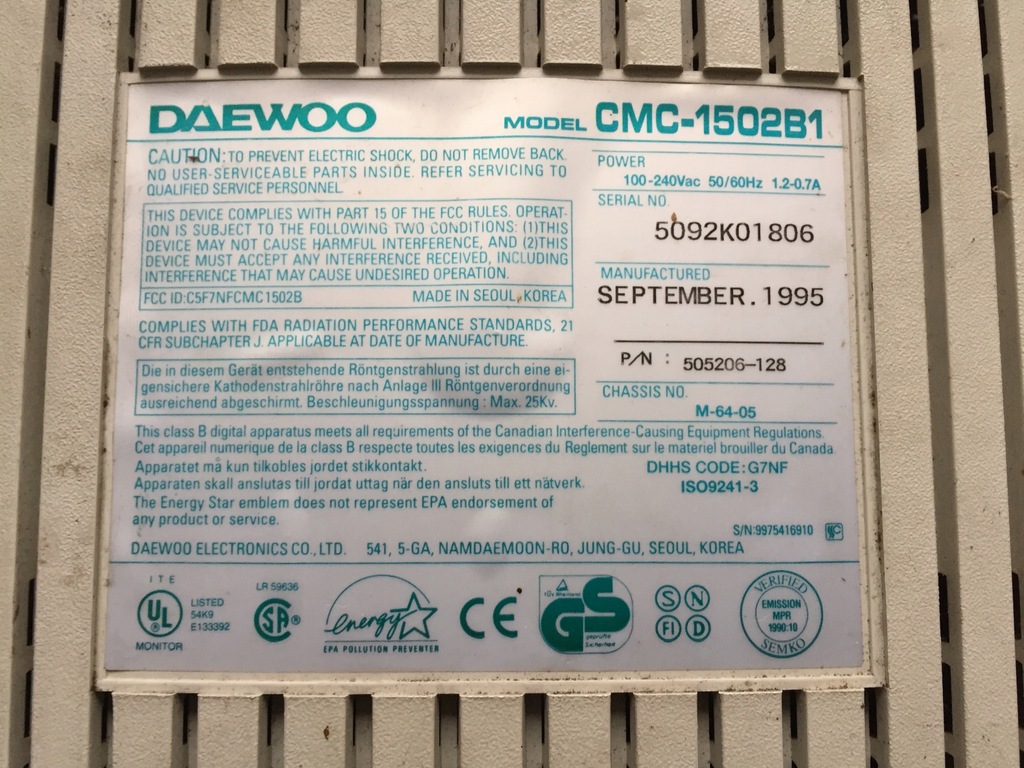 DAEWOO
MODEL CMC-1502B1
CAUTION: TO PREVENT ELECTRIC SHOCK, DO NOT REMOVE BACK.
NO USER-SERVICEABLE PARTS INSIDE. REFER SERVICING TO
QUALIFIED SERVICE PERSONNEL.
THIS DEVICE COMPLIES WITH PART 15 OF THE FCC RULES. OPERAT-
ION IS SUBJECT TO THE FOLLOWING TWO CONDITIONS: (1)THIS
DEVICE MAY NOT CAUSE HARMFUL INTERFERENCE, AND (2)THIS
DEVICE MUST ACCEPT ANY INTERFERENCE RECEIVED, INCLUDING
INTERFERENCE THAT MAY CAUSE UNDESIRED OPERATION.
FCC ID:C5F7NFCMC1502B MADE IN SEOUL, KOREA
COMPLIES WITH FDA RADIATION PERFORMANCE STANDARDS, 21
CFR SUBCHAPTER J. APPLICABLE AT DATE OF MANUFACTURE.
Die in diesem Gerät entstehende Röntgenstrahlung ist durch eine ei-
gensichere Kathodenstrahlröhre nach Anlage III Röntgenverordnung
ausreichend abgeschirmt. Beschleunigungsspannung : Max. 25Kv.
POWER
100-240Vac 50/60Hz 1.2-0.7A
SERIAL NO.
5092K01806
MANUFACTURED
SEPTEMBER.1995
P/N : 505206-128
CHASSIS NO.
M-64-05
This class B digital apparatus meets all requirements of the Canadian Interference-Causing Equipment Regulations.
Cet appareil numerique de la class B respecte toutes les exigences du Reglement sur le materiel brouiller du Canada.
Apparatet må kun tilkobles jordet stikkontakt.
Apparaten skall anslutas till jordat uttag när den ansluts till ett nätverk.
The Energy Star emblem does not represent EPA endorsement of
any product or service.
DHHS CODE:G7NF
ISO9241-3
S/N:9975416910
DAEWOO ELECTRONICS CO., LTD. 541, 5-GA, NAMDAEMOON-RO, JUNG-GU, SEOUL, KOREA
ITE
UL
LISTED
54K9
E133392
MONITOR
LR 59636
SA
energy
EPA POLLUTION PREVENTER
CE
TÜV Rheinland
GS
geprüfte
Sicherheit
S N
FI D
VERIFIED
EMISSION
MPR
1990:10
SEMKO